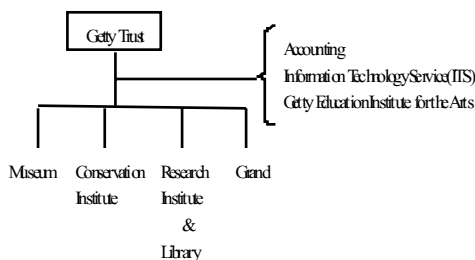 Getty Trust
Accounting
Information Technology Service(ITS)
Getty Education Institute for the Arts
Museum
Conservation
Institute
Research
Institute
&
Library
Grand